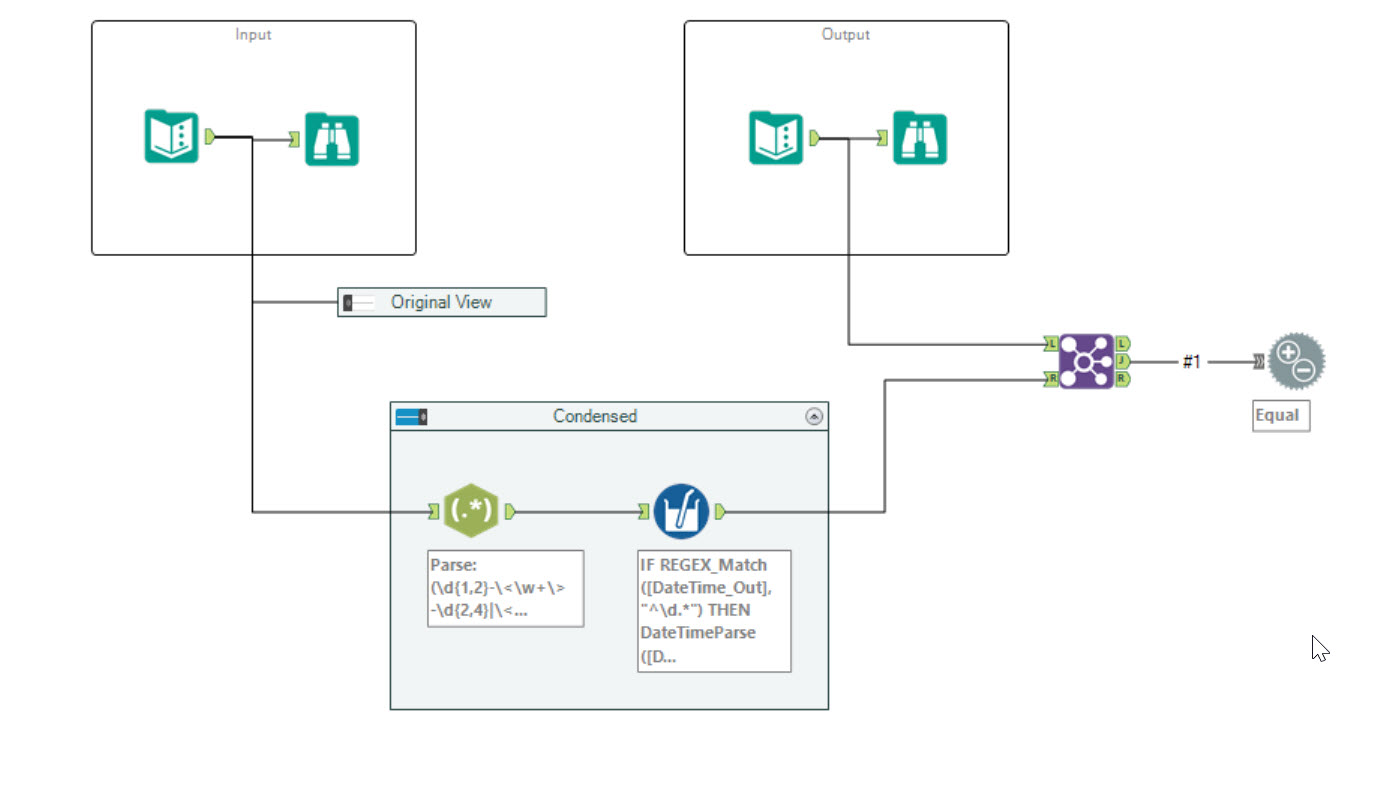 Input
Output
Original View
L
R
L
J
R
#1
Equal
Condensed
(.*)
Parse:
(\d{1,2}-\<\w+\>
-\d{2,4}|\<...
IF REGEX_Match
([DateTime_Out],
"^\d.*") THEN
DateTimeParse
([D...